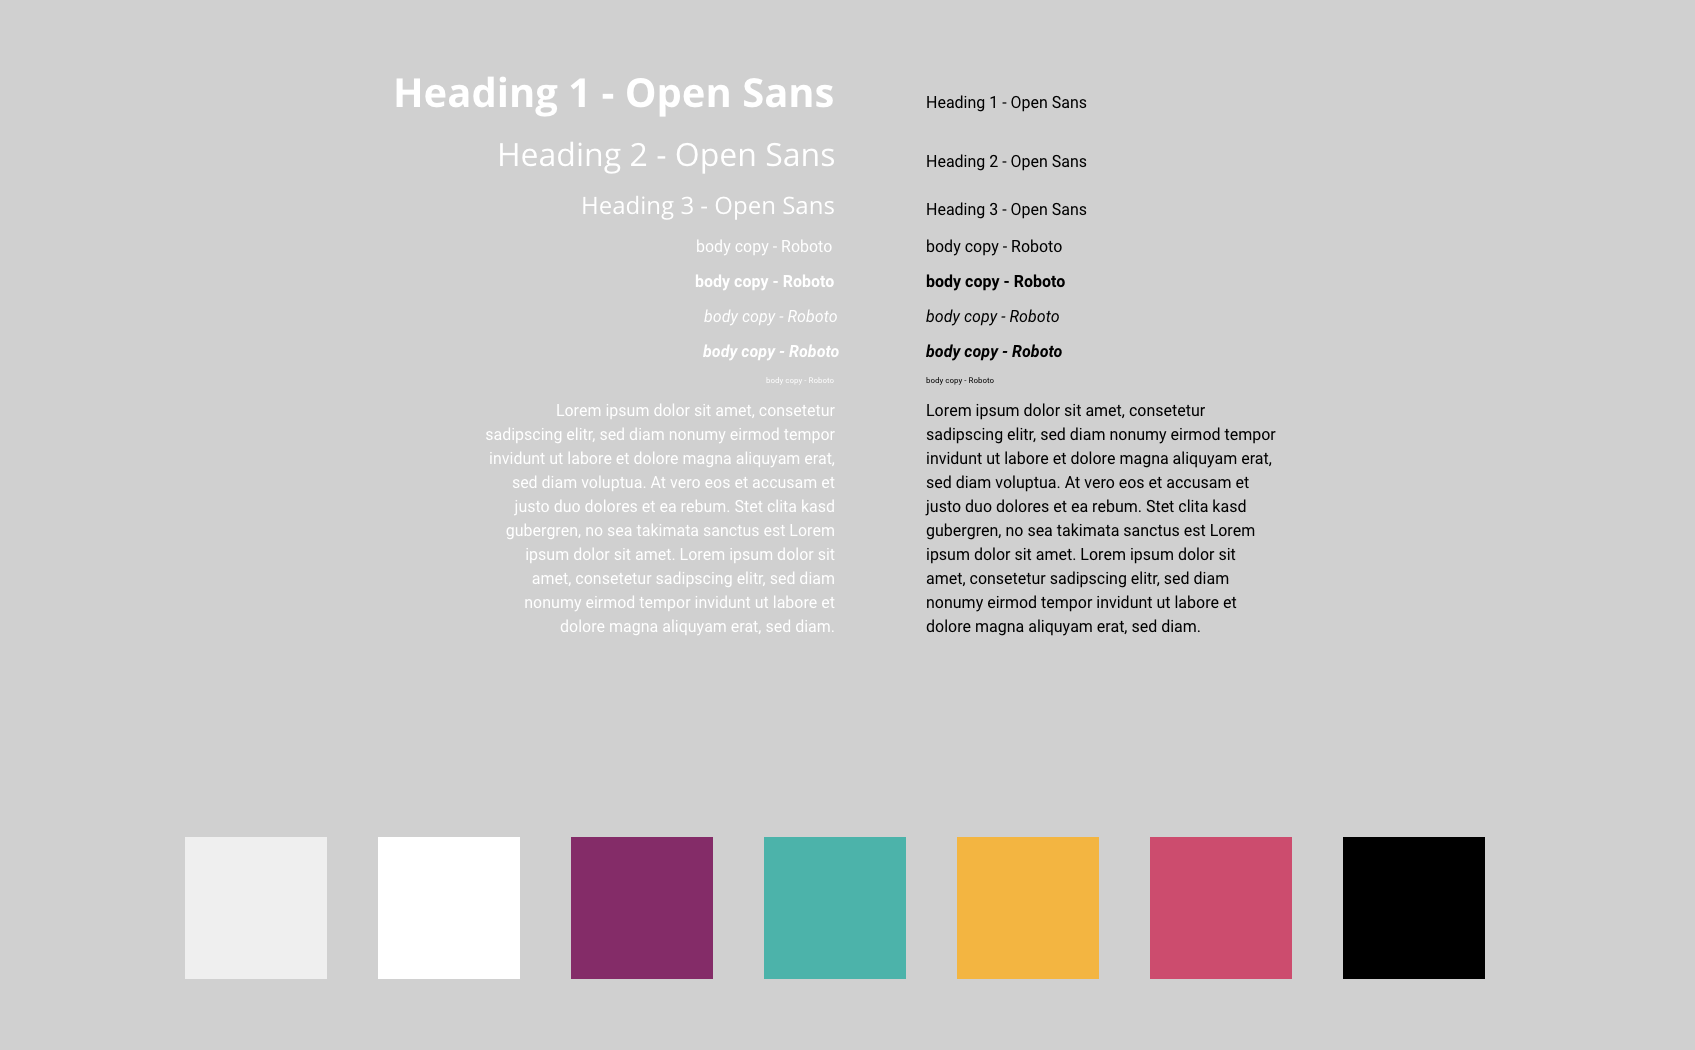 Heading 1 - Open Sans
Heading 2 - Open Sans
Heading 3 - Open Sans
body copy - Roboto
body copy - Roboto
body copy - Roboto
body copy - Roboto
body copy - Roboto
Lorem ipsum dolor sit amet, consetetur
sadipscing elitr, sed diam nonumy eirmod tempor
invidunt ut labore et dolore magna aliquyam erat,
sed diam voluptua. At vero eos et accusam et
justo duo dolores et ea rebum. Stet clita kasd
gubergren, no sea takimata sanctus est Lorem
ipsum dolor sit amet. Lorem ipsum dolor sit
amet, consetetur sadipscing elitr, sed diam
nonumy eirmod tempor invidunt ut labore et
dolore magna aliquyam erat, sed diam.
Heading 1 - Open Sans
Heading 2 - Open Sans
Heading 3 - Open Sans
body copy - Roboto
body copy - Roboto
body copy - Roboto
body copy - Roboto
body copy - Roboto
Lorem ipsum dolor sit amet, consetetur
sadipscing elitr, sed diam nonumy eirmod tempor
invidunt ut labore et dolore magna aliquyam erat,
sed diam voluptua. At vero eos et accusam et
justo duo dolores et ea rebum. Stet clita kasd
gubergren, no sea takimata sanctus est Lorem
ipsum dolor sit amet. Lorem ipsum dolor sit
amet, consetetur sadipscing elitr, sed diam
nonumy eirmod tempor invidunt ut labore et
dolore magna aliquyam erat, sed diam.